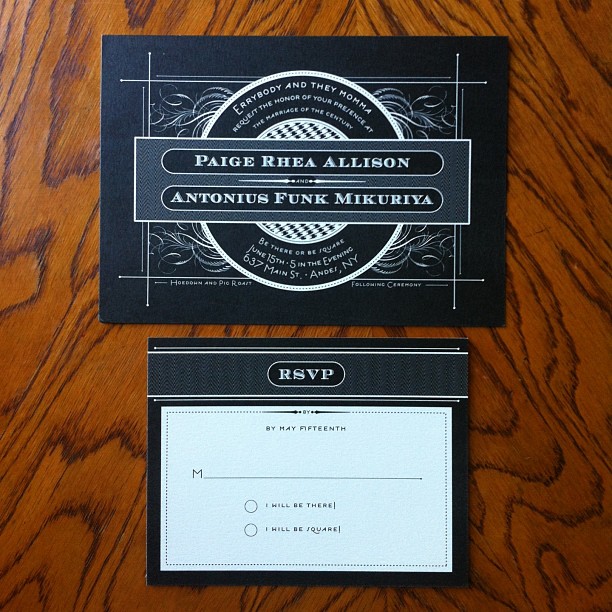 Errybody and they momma
request the honor of your presence at
the marriage of the century
Paige Rhea Allison
and
Antonius Funk Mikuriya
Be there or be square
June 15th · 5 in the Evening
637 Main St. · Andes, NY
Hoedown and Pig Roast
Following Ceremony
RSVP
BY
BY MAY FIFTEENTH
M
I WILL BE THERE
I WILL BE SQUARE